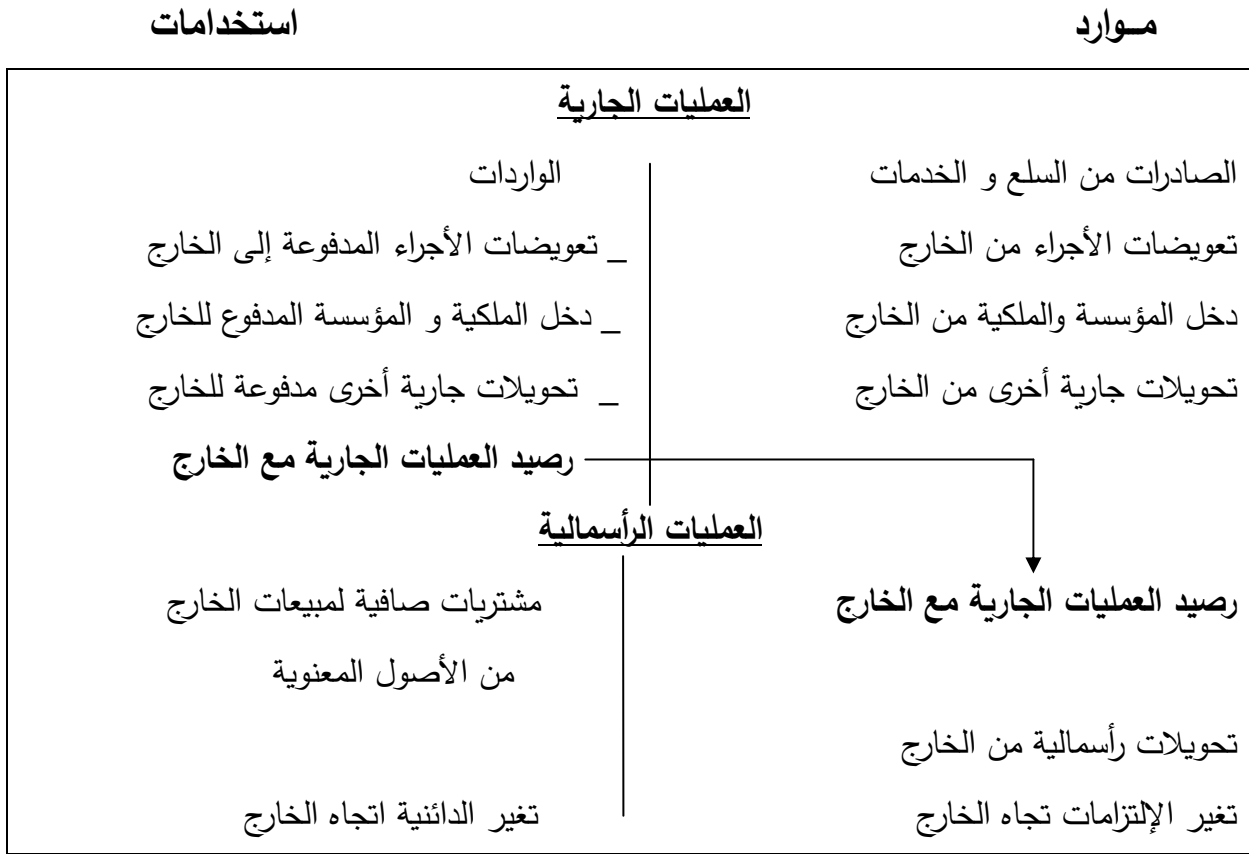 مــوارد استخدامات
العمليات الجارية
الصادرات من السلع و الخدمات الواردات
تعويضات الأجراء من الخارج _ تعويضات الأجراء المدفوعة إلى الخارج
دخل المؤسسة والملكية من الخارج _ دخل الملكية و المؤسسة المدفوع للخارج
تحويلات جارية أخرى من الخارج _ تحويلات جارية أخرى مدفوعة للخارج
رصيد العمليات الجارية مع الخارج
العمليات الرأسمالية
رصيد العمليات الجارية مع الخارج مشتريات صافية لمبيعات الخارج
من الأصول المعنوية
تحويلات رأسمالية من الخارج
تغير الإلتزامات تجاه الخارج تغير الدائنية اتجاه الخارج